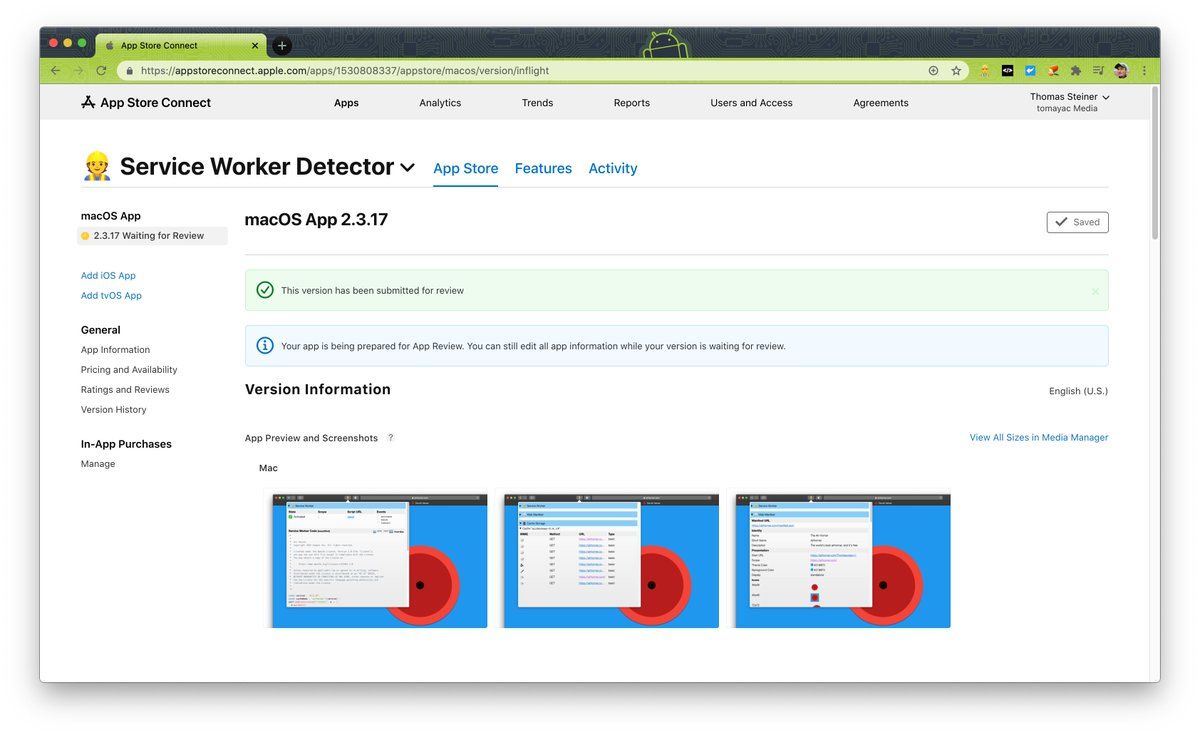 App Store Connect
https://appstoreconnect.apple.com/apps/1530808337/appstore/macos/version/inflight
App Store Connect
Apps
Analytics
Trends
Reports
Users and Access
Agreements
Thomas Steiner
tomayac Media
Service Worker Detector
App Store
Features
Activity
macOS App
2.3.17 Waiting for Review
Add iOS App
Add tvOS App
General
App Information
Pricing and Availability
Ratings and Reviews
Version History
In-App Purchases
Manage
macOS App 2.3.17
Saved
This version has been submitted for review
Your app is being prepared for App Review. You can still edit all app information while your version is waiting for review.
Version Information
English (U.S.)
App Preview and Screenshots ?
View All Sizes in Media Manager
Mac